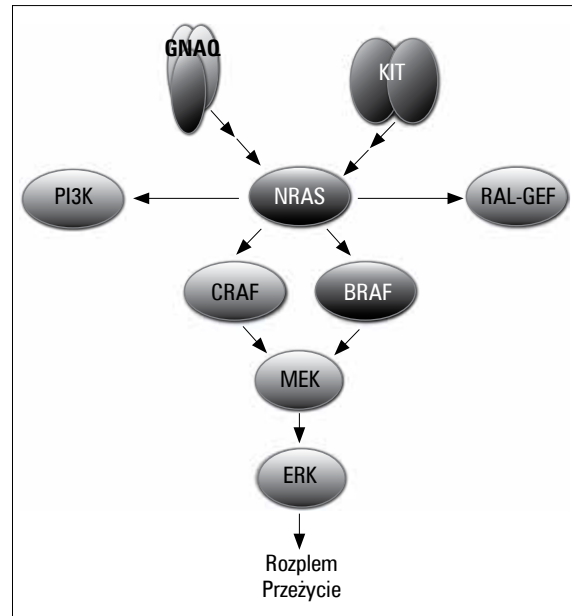 GNAQ
KIT
PI3K
NRAS
RAL-GEF
CRAF
BRAF
MEK
ERK
Rozplem
Przeżycie